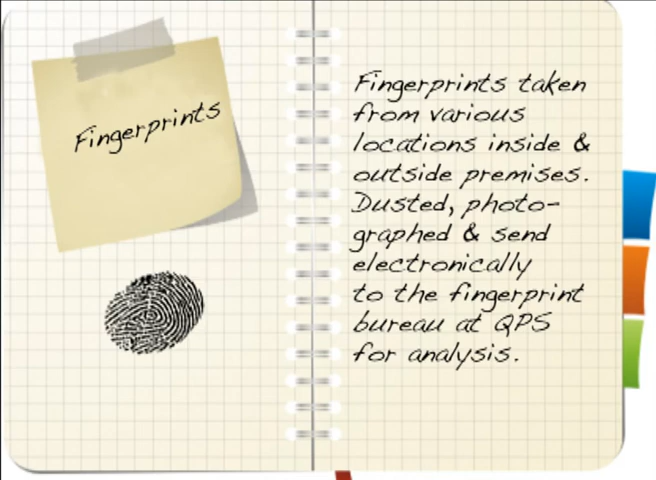 Fingerprints
Fingerprints taken
from various
locations inside &
outside premises.
Dusted, photo-
graphed & send
electronically
to the fingerprint
bureau at QPS
for analysis.